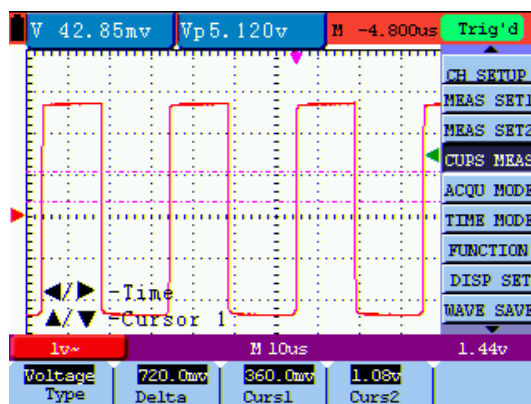 V 42.85mv
Vp5.120v
M -4.800us
Trig'd
CH SETUP
MEAS SET1
MEAS SET2
CUPS MEAS
ACQU MODE
TIME MODE
FUNCTION
DISP SET
WAVE SAVE
◀/▶ -Time
▲/▼ -Cursor 1
1v~
M 10us
1.44v
Voltage 720.0mv 360.0mv 1.08v
Type Delta Curs1 Curs2